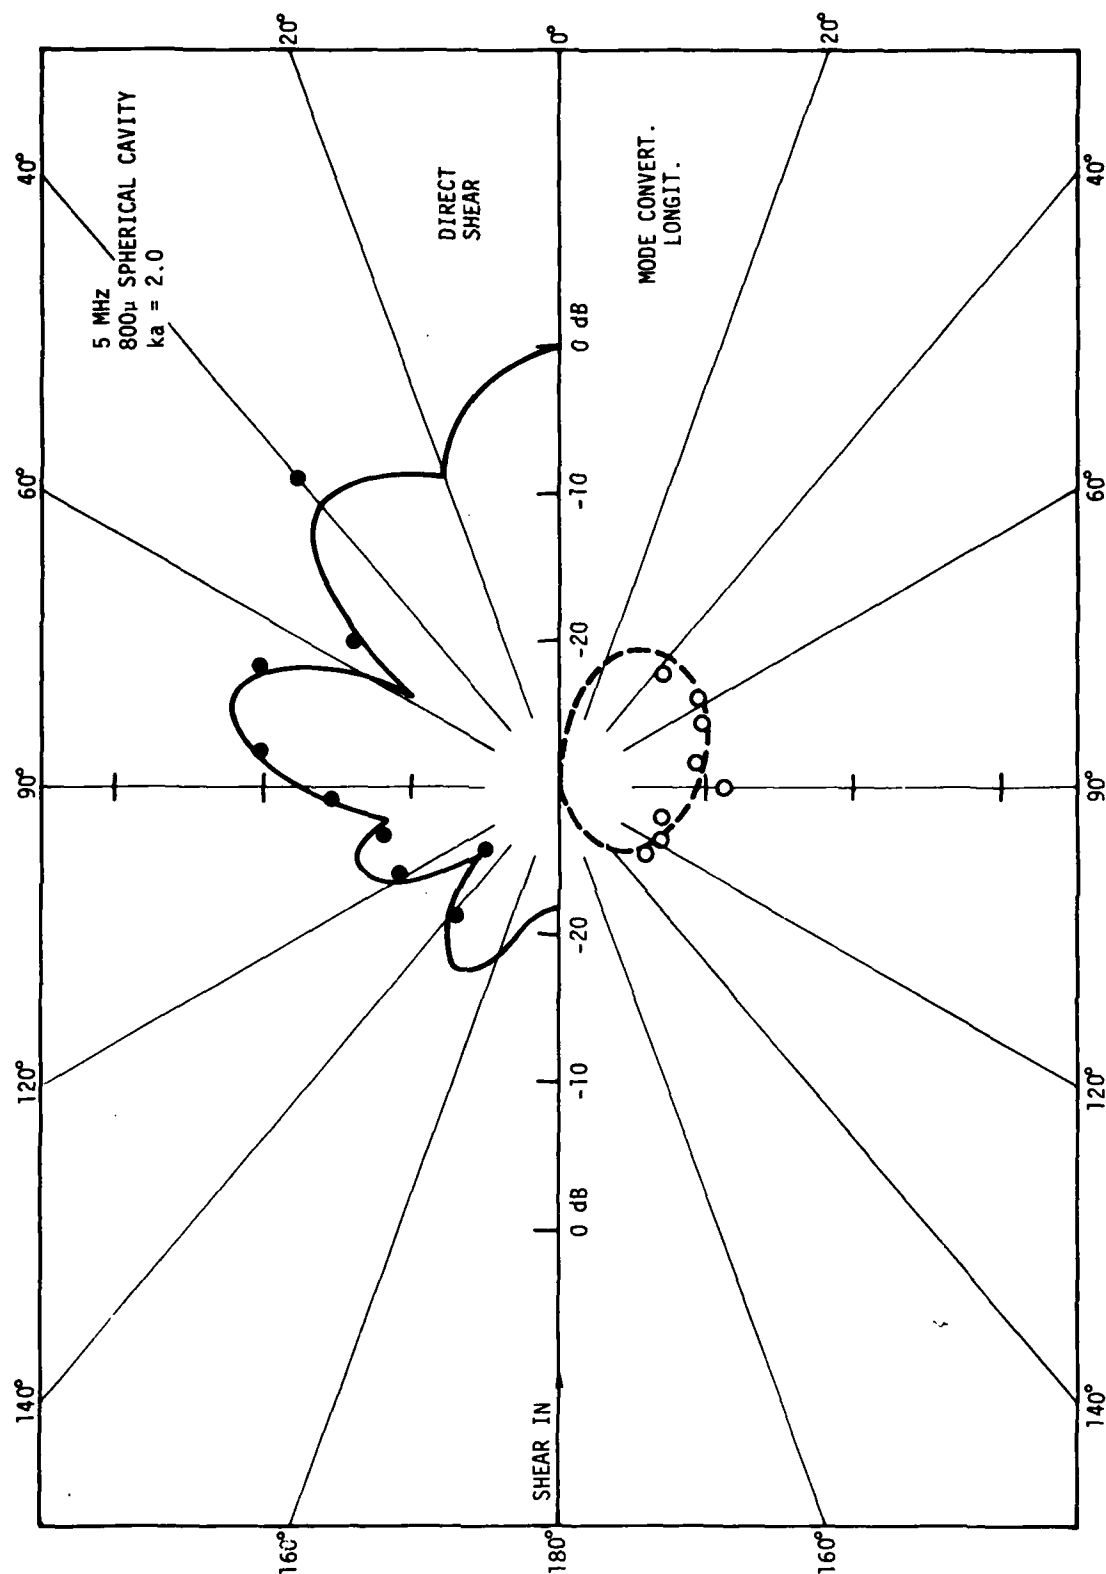 5 MHz
800μ SPHERICAL CAVITY
ka = 2.0
DIRECT
SHEAR
MODE CONVERT.
LONGIT.
SHEAR IN
0 dB
-10
-20
-20
-10
0 dB
160°
140°
120°
90°
60°
40°
20°
180°
0°
160°
140°
120°
90°
60°
40°
20°